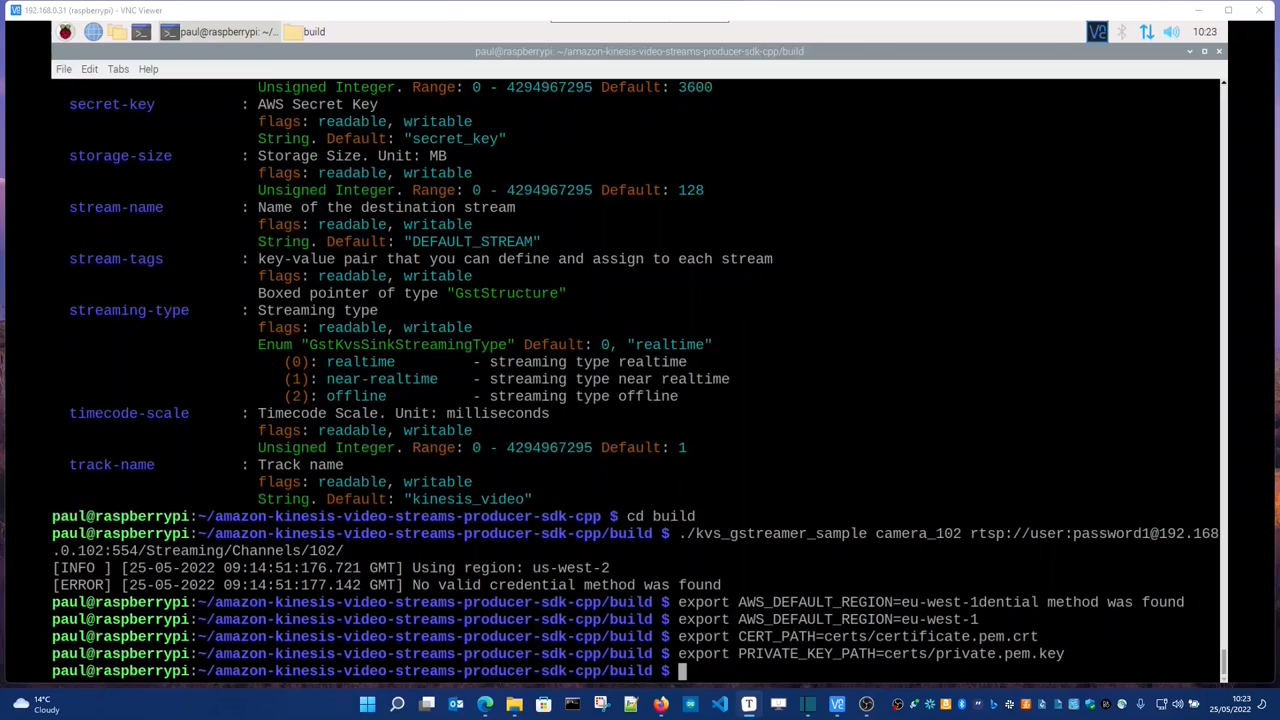 192.168.0.31 (raspberrypi) - VNC Viewer
paul@raspberrypi: ~/...
build
10:23
paul@raspberrypi: ~/amazon-kinesis-video-streams-producer-sdk-cpp/build
File Edit Tabs Help
Unsigned Integer. Range: 0 - 4294967295 Default: 3600
secret-key : AWS Secret Key
flags: readable, writable
String. Default: "secret_key"
storage-size : Storage Size. Unit: MB
flags: readable, writable
Unsigned Integer. Range: 0 - 4294967295 Default: 128
stream-name : Name of the destination stream
flags: readable, writable
String. Default: "DEFAULT_STREAM"
stream-tags : key-value pair that you can define and assign to each stream
flags: readable, writable
Boxed pointer of type "GstStructure"
streaming-type : Streaming type
flags: readable, writable
Enum "GstKvsSinkStreamingType" Default: 0, "realtime"
(0): realtime - streaming type realtime
(1): near-realtime - streaming type near realtime
(2): offline - streaming type offline
timecode-scale : Timecode Scale. Unit: milliseconds
flags: readable, writable
Unsigned Integer. Range: 0 - 4294967295 Default: 1
track-name : Track name
flags: readable, writable
String. Default: "kinesis_video"
paul@raspberrypi:~/amazon-kinesis-video-streams-producer-sdk-cpp $ cd build
paul@raspberrypi:~/amazon-kinesis-video-streams-producer-sdk-cpp/build $ ./kvs_gstreamer_sample camera_102 rtsp://user:password1@192.168
.0.102:554/Streaming/Channels/102/
[INFO ] [25-05-2022 09:14:51:176.721 GMT] Using region: us-west-2
[ERROR] [25-05-2022 09:14:51:177.142 GMT] No valid credential method was found
paul@raspberrypi:~/amazon-kinesis-video-streams-producer-sdk-cpp/build $ export AWS_DEFAULT_REGION=eu-west-1dential method was found
paul@raspberrypi:~/amazon-kinesis-video-streams-producer-sdk-cpp/build $ export AWS_DEFAULT_REGION=eu-west-1
paul@raspberrypi:~/amazon-kinesis-video-streams-producer-sdk-cpp/build $ export CERT_PATH=certs/certificate.pem.crt
paul@raspberrypi:~/amazon-kinesis-video-streams-producer-sdk-cpp/build $ export PRIVATE_KEY_PATH=certs/private.pem.key
paul@raspberrypi:~/amazon-kinesis-video-streams-producer-sdk-cpp/build $
14°C
Cloudy
10:23
25/05/2022